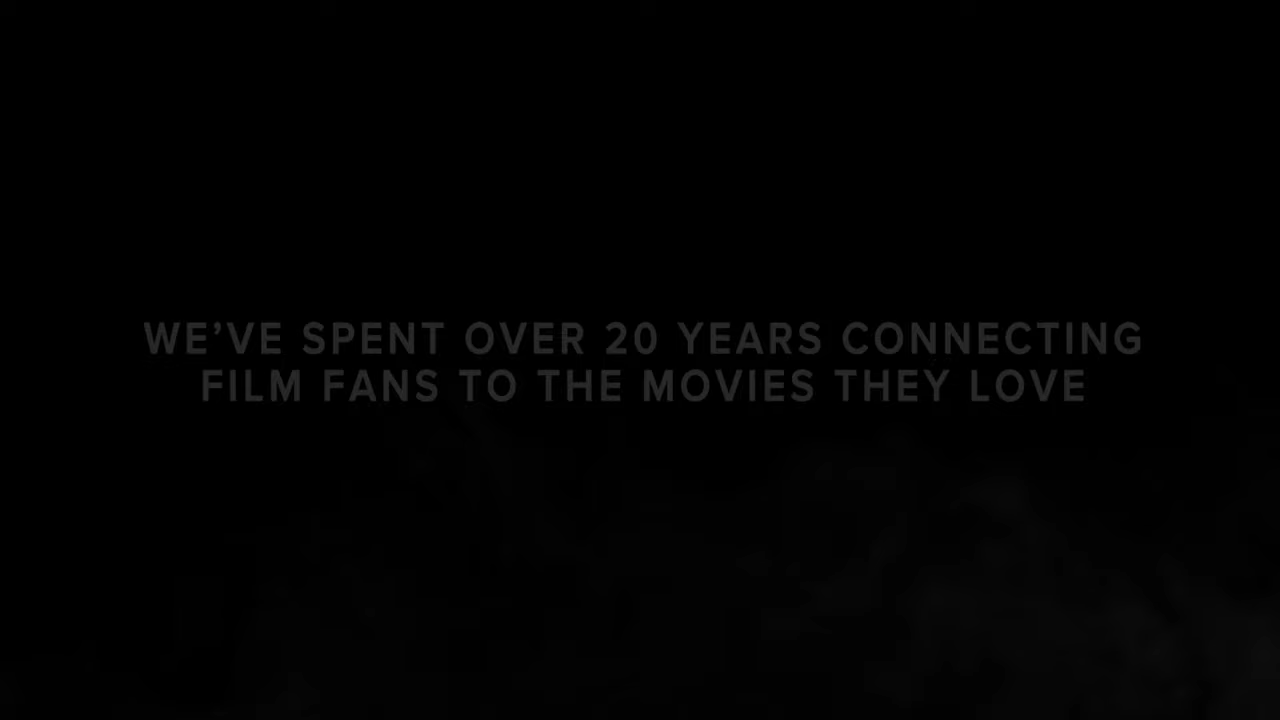 WE’VE SPENT OVER 20 YEARS CONNECTING
FILM FANS TO THE MOVIES THEY LOVE